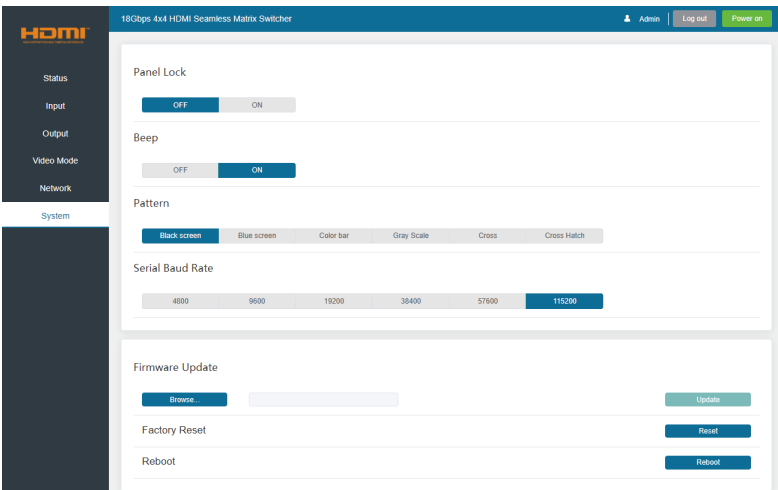 HDMI
18Gbps 4x4 HDMI Seamless Matrix Switcher
Admin
Log out
Power on
Status
Input
Output
Video Mode
Network
System
Panel Lock
OFF ON
Beep
OFF ON
Pattern
Black screen Blue screen Color bar Gray Scale Cross Cross Hatch
Serial Baud Rate
4800 9600 19200 38400 57600 115200
Firmware Update
Browse... Update
Factory Reset Reset
Reboot Reboot